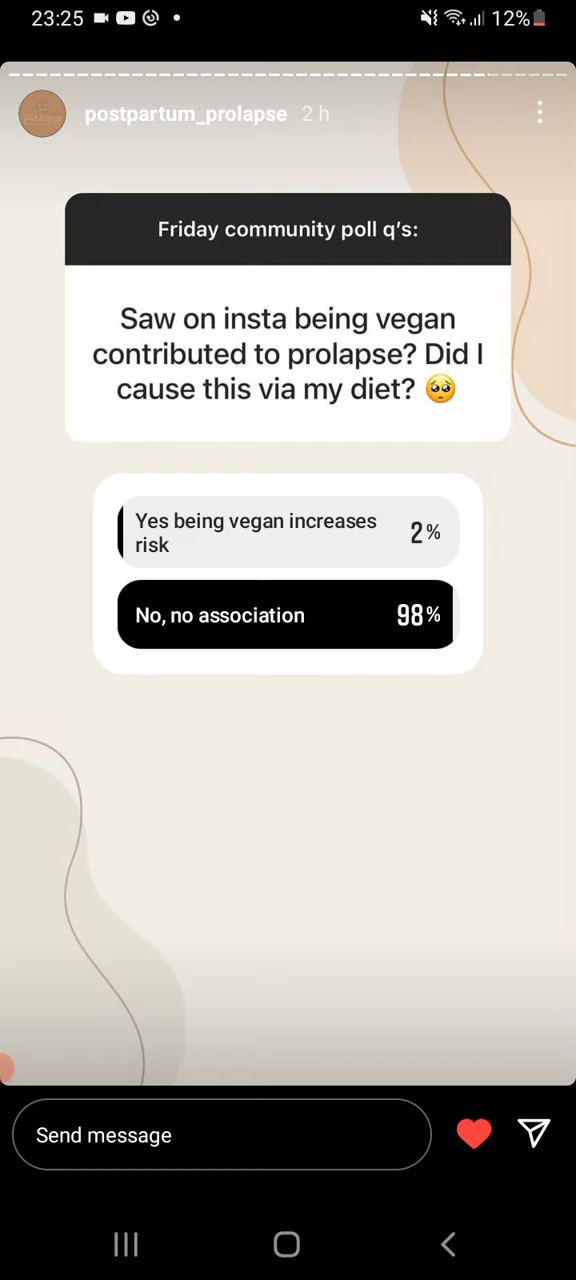 23:25
12%
postpartum_prolapse 2 h
Friday community poll q's:
Saw on insta being vegan
contributed to prolapse? Did I
cause this via my diet? 🥺
Yes being vegan increases
risk
2%
No, no association
98%
Send message